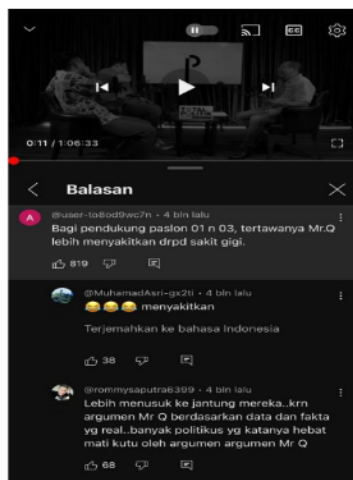 TOTAL
POLITIK
0:11 / 1:06:33
Balasan
A
@user-to8od9wc7n • 4 bln lalu
Bagi pendukung paslon 01 n 03, tertawanya Mr.Q
lebih menyakitkan drpd sakit gigi.
819
@MuhamadAsri-gx2ti • 4 bln lalu
😂😂😂 menyakitkan
Terjemahkan ke bahasa Indonesia
38
@rommysaputra6399 • 4 bln lalu
Lebih menusuk ke jantung mereka..krn
argumen Mr Q berdasarkan data dan fakta
yg real..banyak politikus yg katanya hebat
mati kutu oleh argumen argumen Mr Q
68